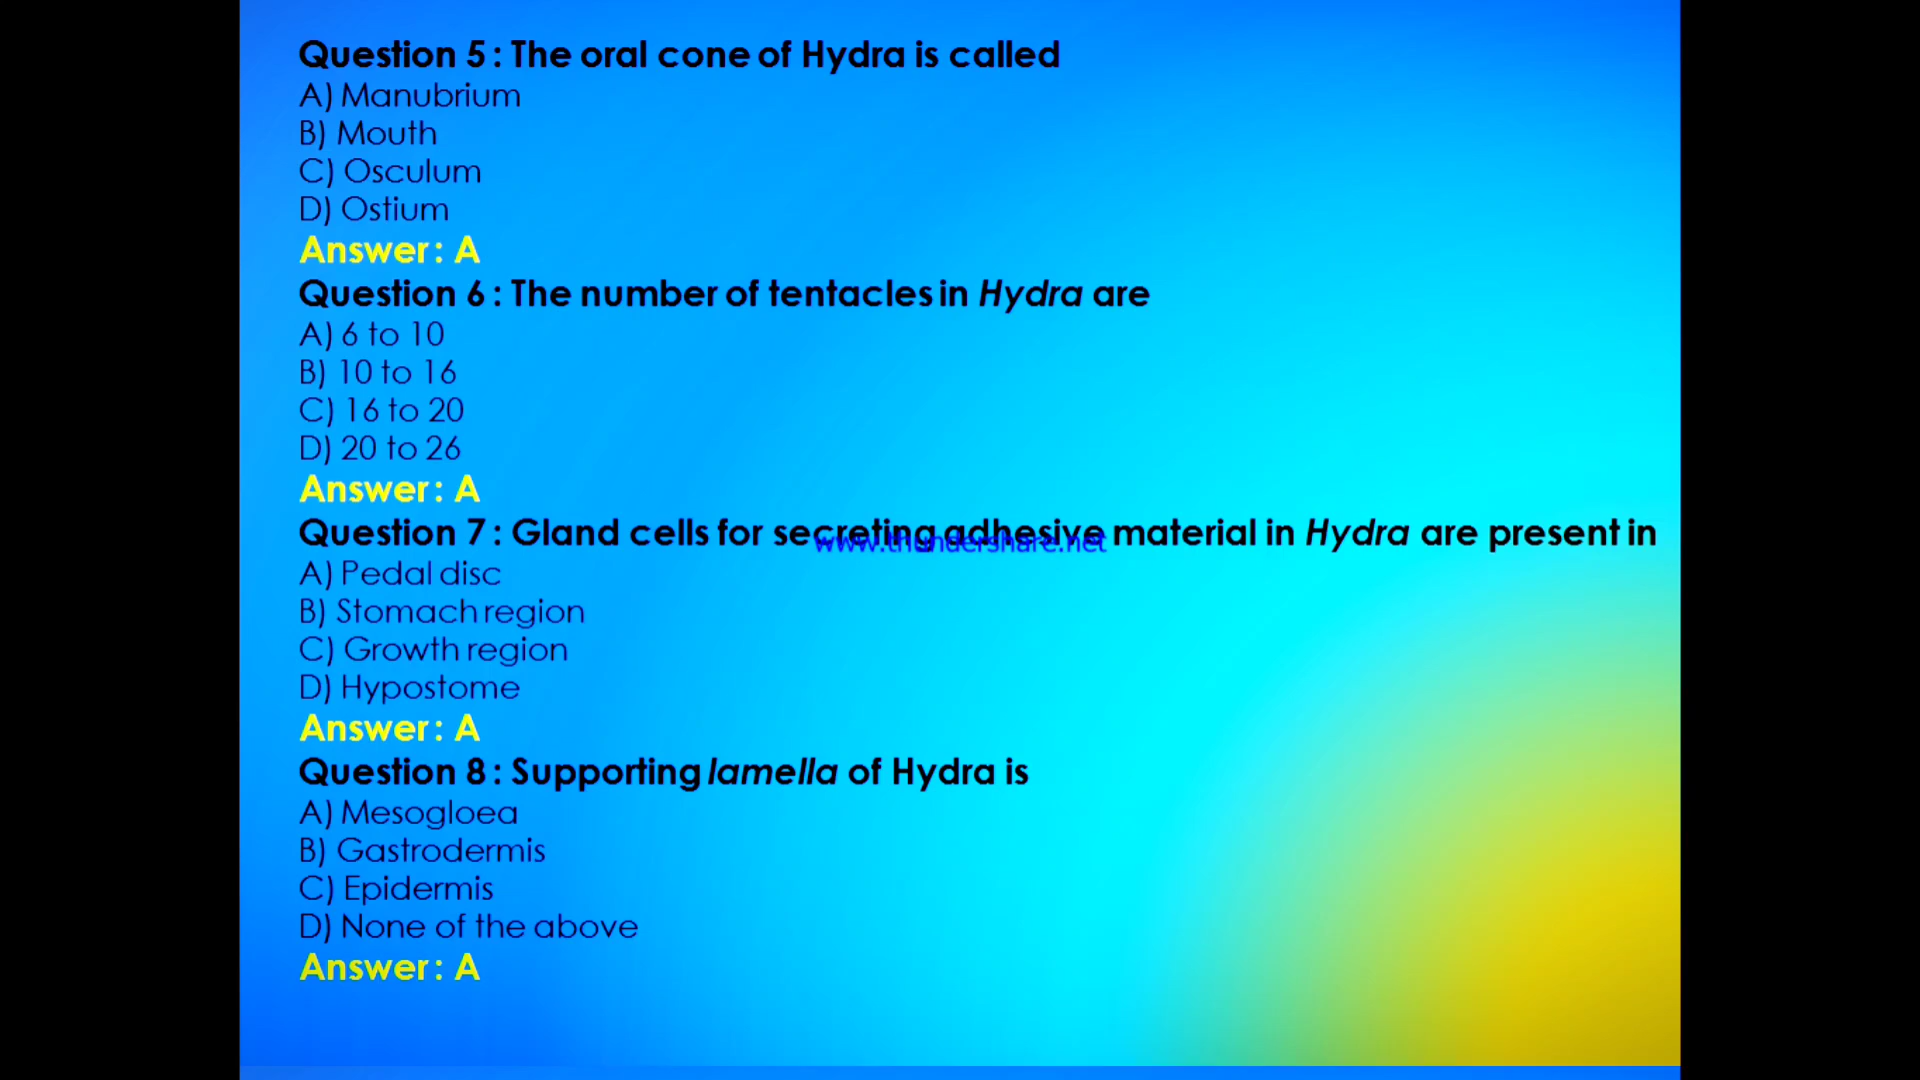 Question 5 : The oral cone of Hydra is called
A) Manubrium
B) Mouth
C) Osculum
D) Ostium
Answer : A
Question 6 : The number of tentacles in Hydra are
A) 6 to 10
B) 10 to 16
C) 16 to 20
D) 20 to 26
Answer : A
Question 7 : Gland cells for secreting adhesive material in Hydra are present in
www.thundershare.net
A) Pedal disc
B) Stomach region
C) Growth region
D) Hypostome
Answer : A
Question 8 : Supporting lamella of Hydra is
A) Mesogloea
B) Gastrodermis
C) Epidermis
D) None of the above
Answer : A